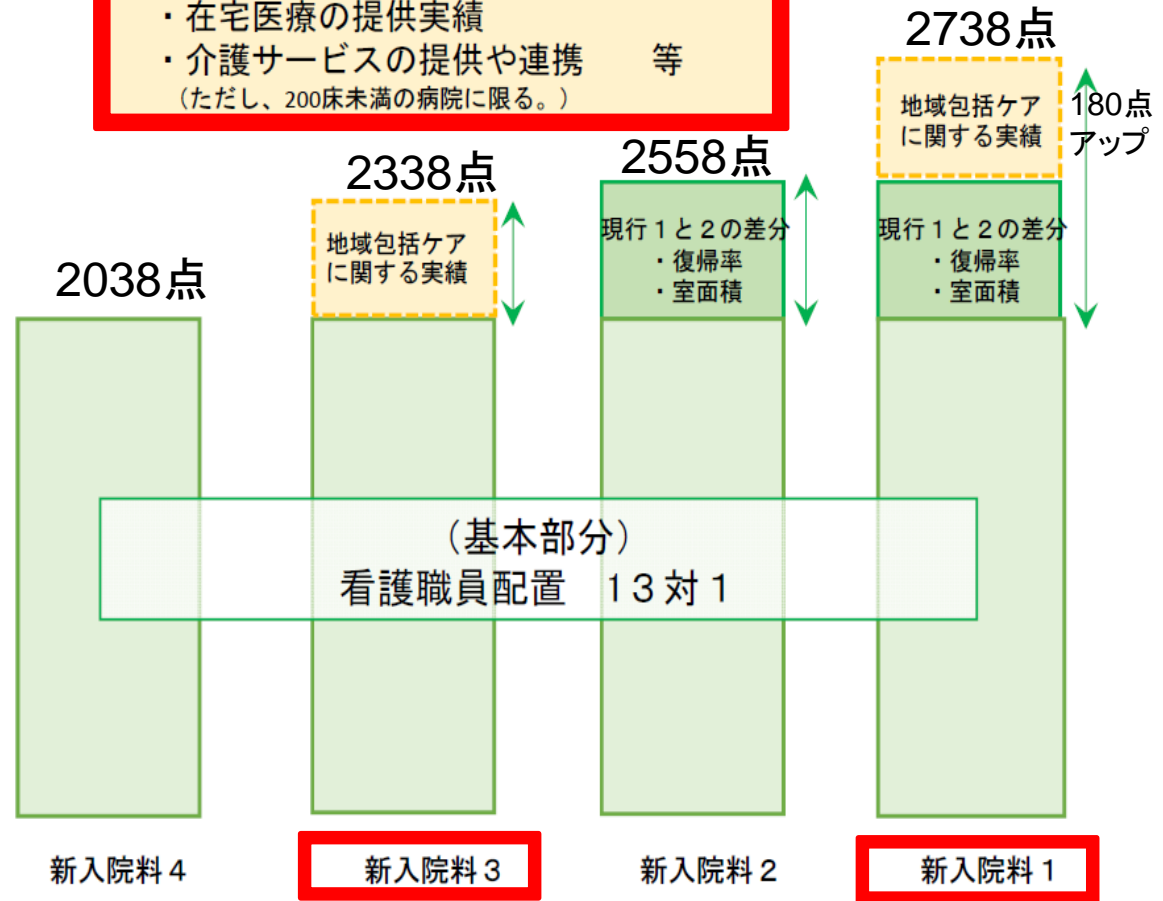 ・在宅医療の提供実績
・介護サービスの提供や連携　　等
（ただし、200床未満の病院に限る。）
2738点
地域包括ケア
に関する実績
180点
アップ
2558点
現行１と２の差分
・復帰率
・室面積
現行１と２の差分
・復帰率
・室面積
2338点
地域包括ケア
に関する実績
2038点
（基本部分）
看護職員配置　１３対１
新入院料４
新入院料３
新入院料２
新入院料１